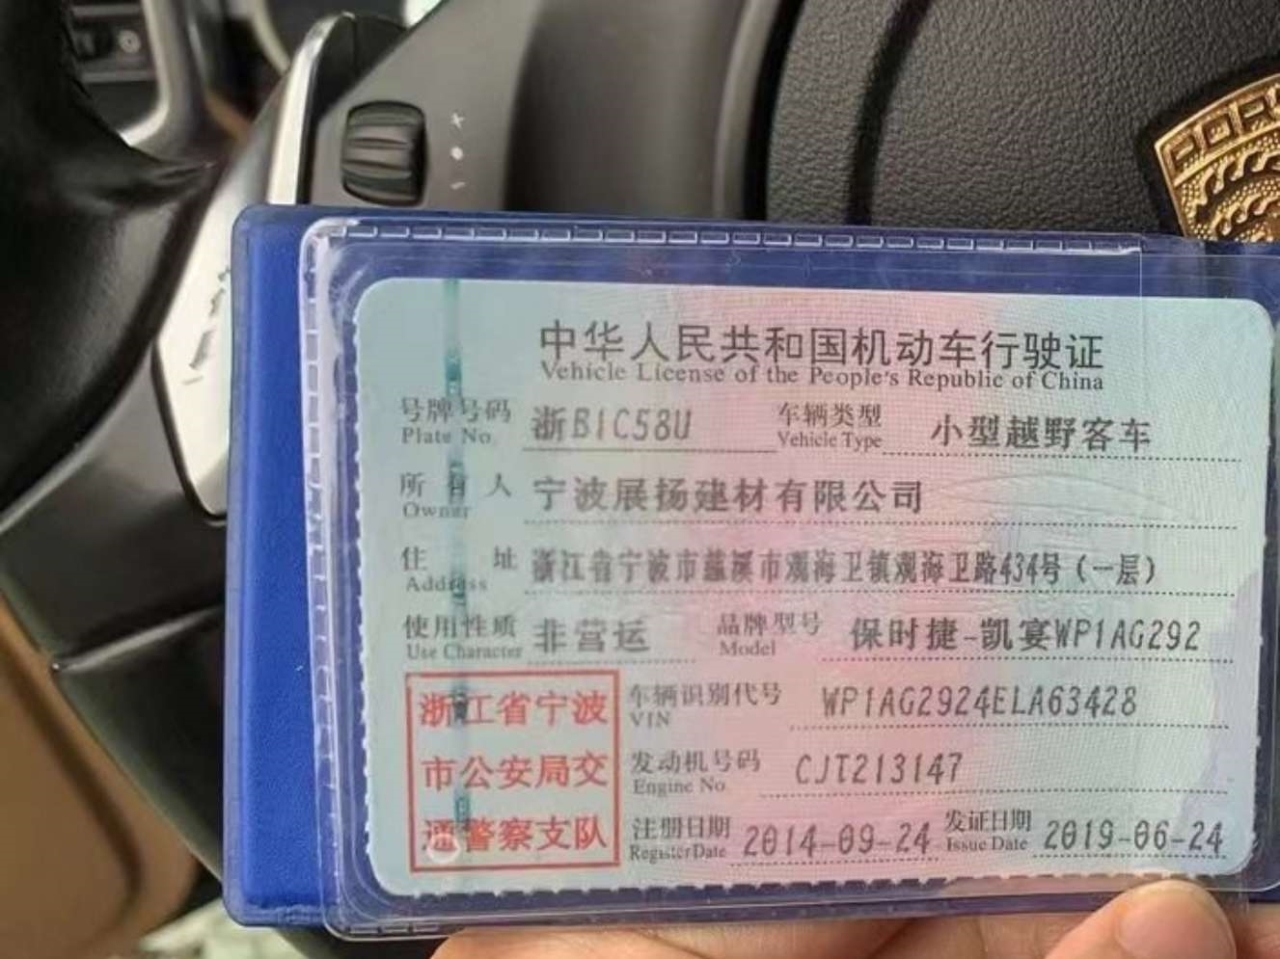 中华人民共和国机动车行驶证
Vehicle License of the People's Republic of China
号牌号码 浙B1C58U 车辆类型 小型越野客车
Plate No. Vehicle Type
所有人 宁波展扬建材有限公司
Owner
住址 浙江省宁波市慈溪市观海卫镇观海卫路434号（一层）
Address
使用性质 非营运 品牌型号 保时捷-凯宴WP1AG292
Use Character Model
浙江省宁波
市公安局交
通警察支队
车辆识别代号 WP1AG2924ELA63428
VIN
发动机号码 CJT213147
Engine No.
注册日期 2014-09-24 发证日期 2019-06-24
Register Date Issue Date